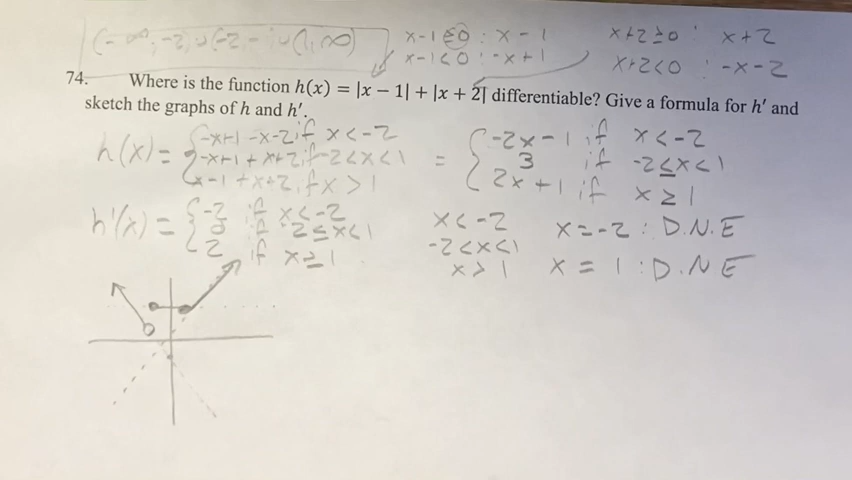 (-∞,-2)∪(-2-1)∪(1,∞) x-1≥0 : x-1 x+2≥0 : x+2
x-1<0 : -x+1 x+2<0 : -x-2
74. Where is the function h(x) = |x − 1| + |x + 2| differentiable? Give a formula for h′ and
sketch the graphs of h and h′.
-x+1 -x-2 if x<-2 -2x-1 if x<-2
h(x)= { -x+1 + x+2 if -2<x<1 = { 3 if -2≤x<1
x-1 +x+2 if x>1 2x+1 if x≥1
-2 if x<-2 x<-2
h'(x)= { 0 if -2≤x<1 -2<x<1 x=-2: D.N.E
2 if x≥1 x>1 x=1: D.N E